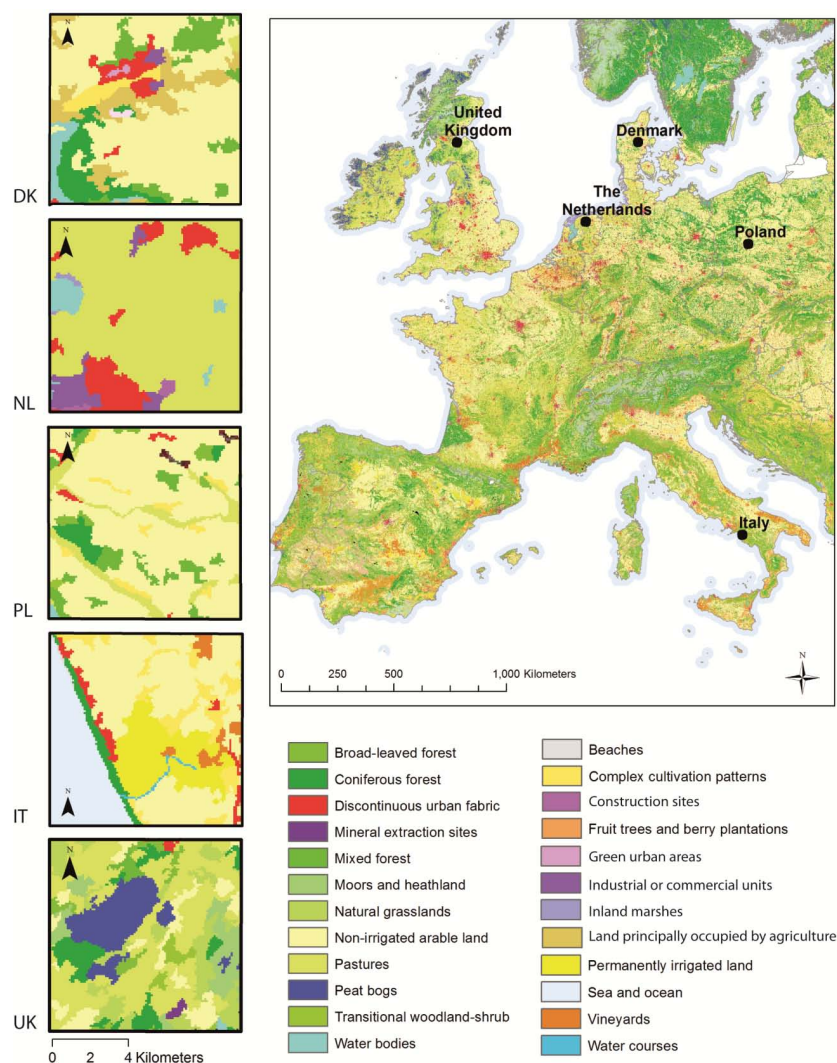 N
DK
N
NL
N
PL
N
IT
N
UK
0 2 4 Kilometers
United
Kingdom
Denmark
The
Netherlands
Poland
Italy
0 250 500 1,000 Kilometers
N
Broad-leaved forest
Coniferous forest
Discontinuous urban fabric
Mineral extraction sites
Mixed forest
Moors and heathland
Natural grasslands
Non-irrigated arable land
Pastures
Peat bogs
Transitional woodland-shrub
Water bodies
Beaches
Complex cultivation patterns
Construction sites
Fruit trees and berry plantations
Green urban areas
Industrial or commercial units
Inland marshes
Land principally occupied by agriculture
Permanently irrigated land
Sea and ocean
Vineyards
Water courses